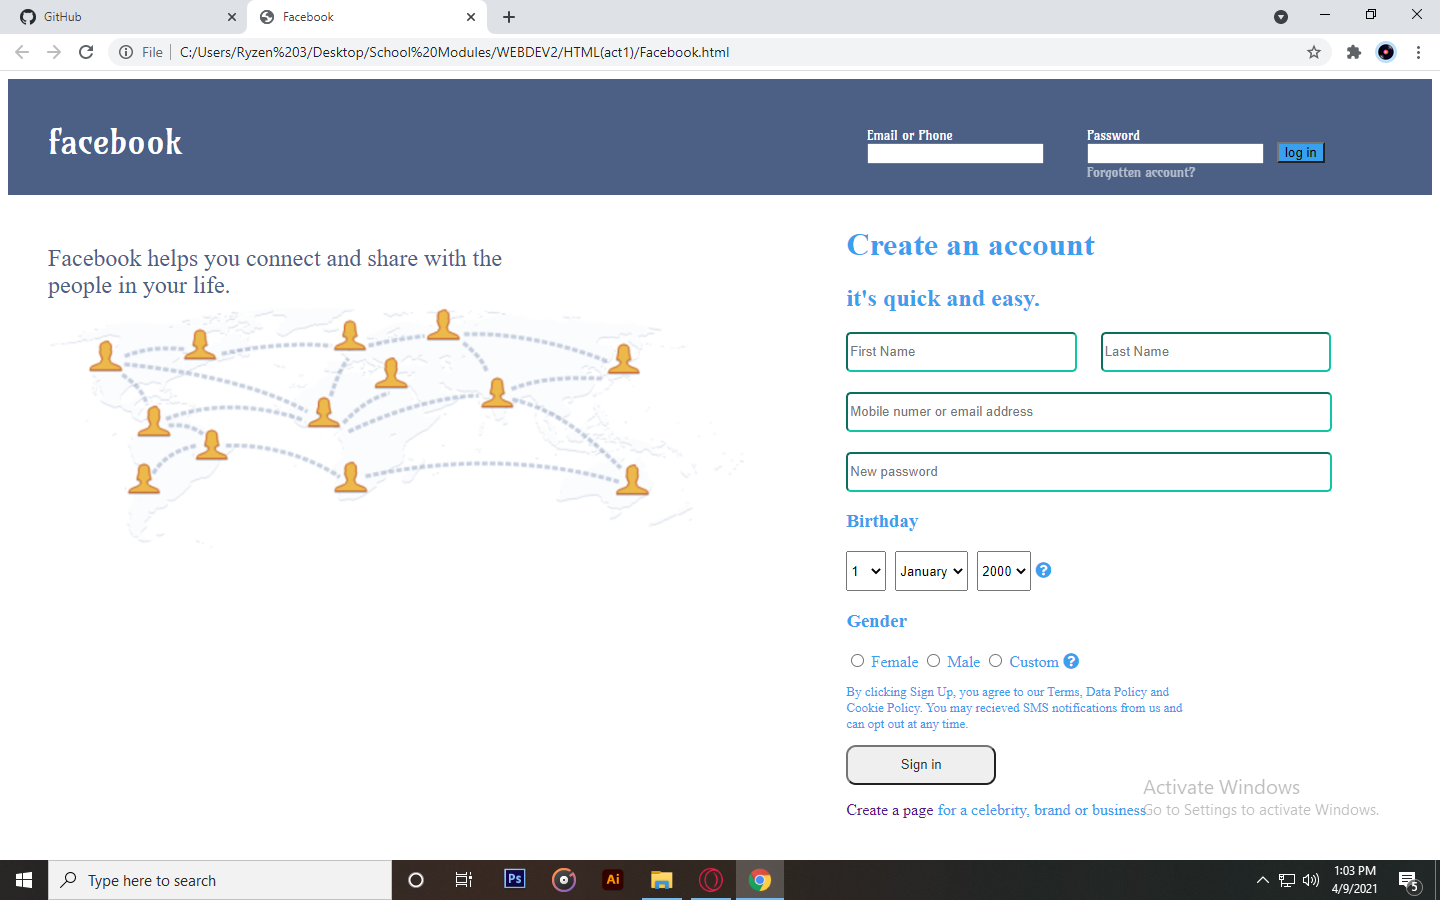 GitHub
Facebook
File
C:/Users/Ryzen%203/Desktop/School%20Modules/WEBDEV2/HTML(act1)/Facebook.html
facebook
Email or Phone
Password
log in
Forgotten account?
Facebook helps you connect and share with the
people in your life.
Create an account
it's quick and easy.
First Name
Last Name
Mobile numer or email address
New password
Birthday
1
January
2000
Gender
Female
Male
Custom
By clicking Sign Up, you agree to our Terms, Data Policy and
Cookie Policy. You may recieved SMS notifications from us and
can opt out at any time.
Sign in
Create a page for a celebrity, brand or business
Activate Windows
Go to Settings to activate Windows.
Type here to search
Ps
Ai
1:03 PM
4/9/2021
5